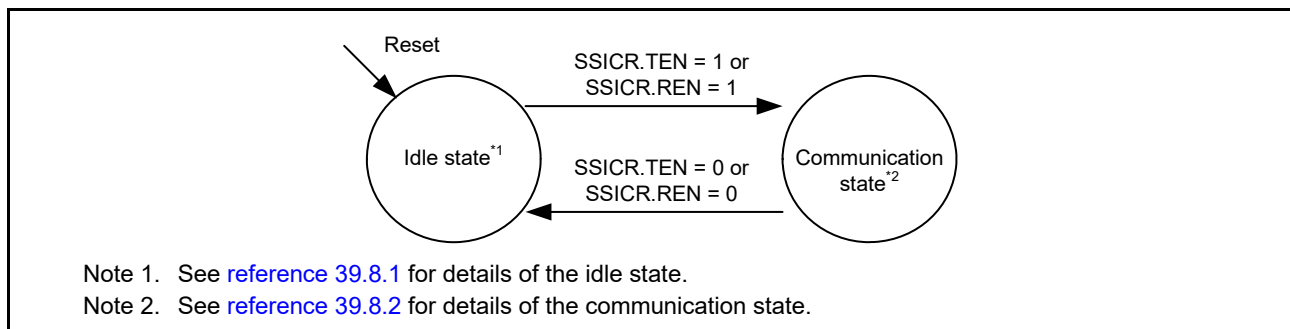 Reset
SSICR.TEN = 1 or
SSICR.REN = 1
Idle state*1
Communication
state*2
SSICR.TEN = 0 or
SSICR.REN = 0
Note 1. See reference 39.8.1 for details of the idle state.
Note 2. See reference 39.8.2 for details of the communication state.